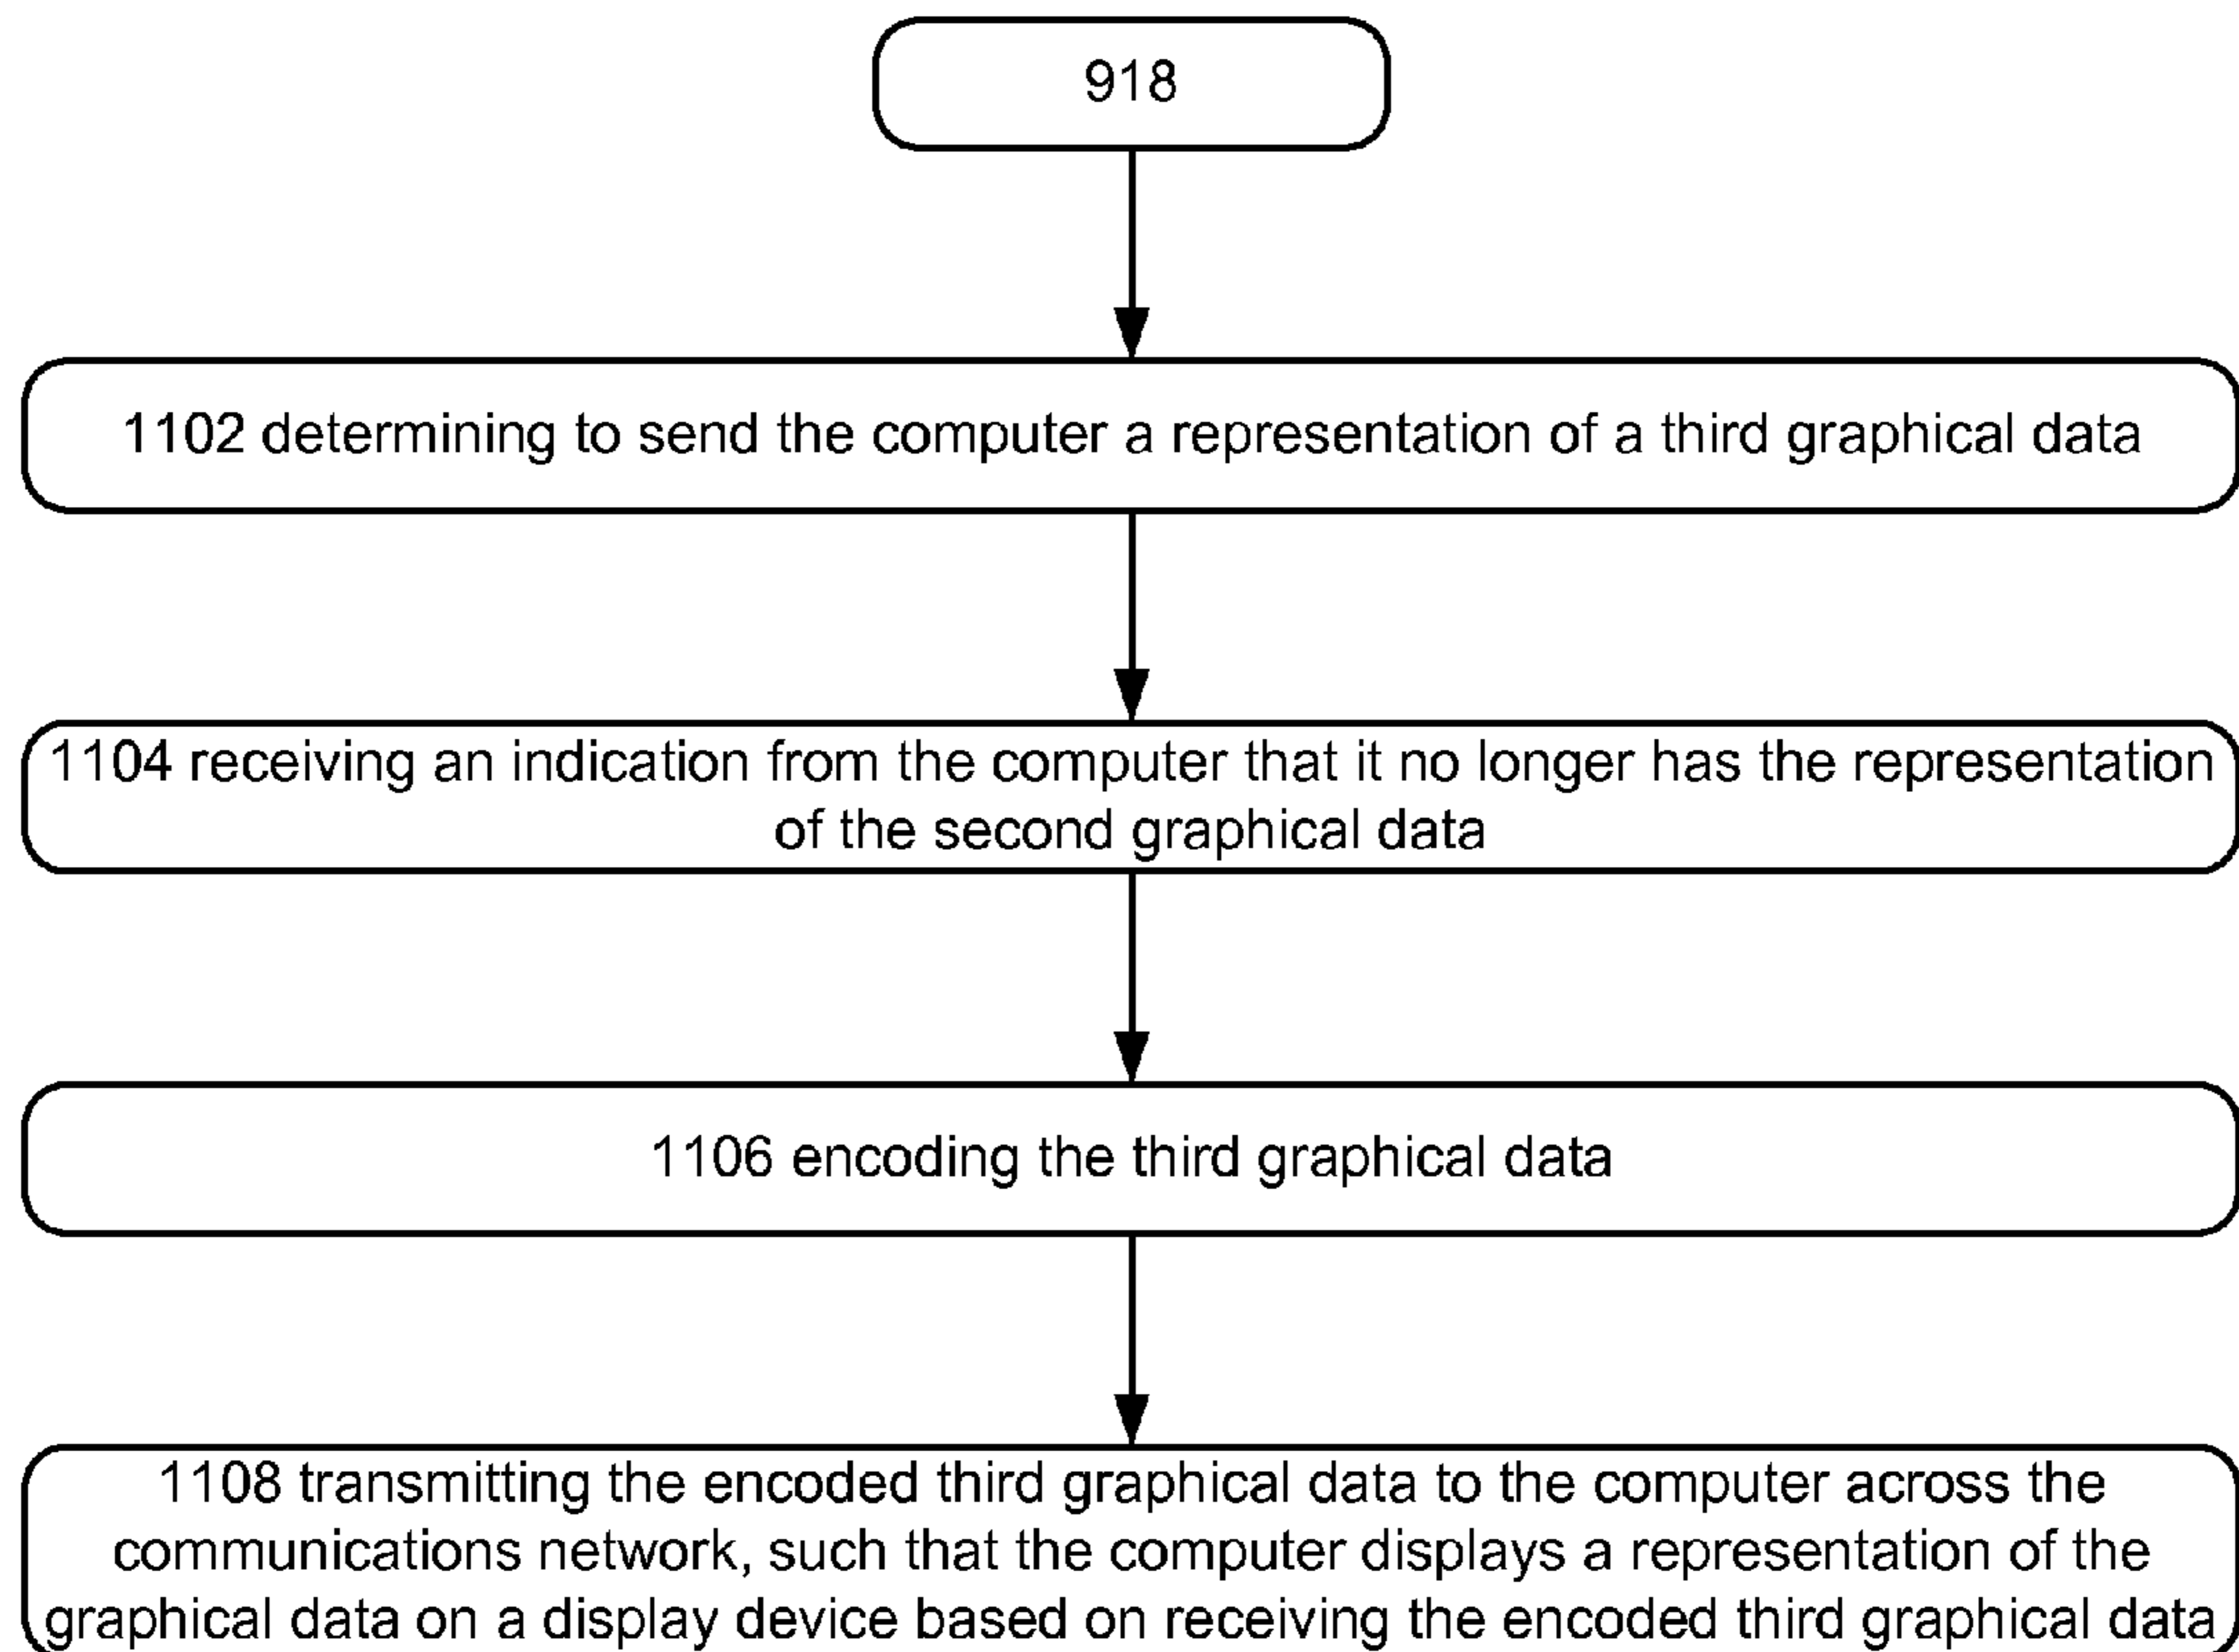 918
1102 determining to send the computer a representation of a third graphical data
1104 receiving an indication from the computer that it no longer has the representation
of the second graphical data
1106 encoding the third graphical data
1108 transmitting the encoded third graphical data to the computer across the
communications network, such that the computer displays a representation of the
graphical data on a display device based on receiving the encoded third graphical data